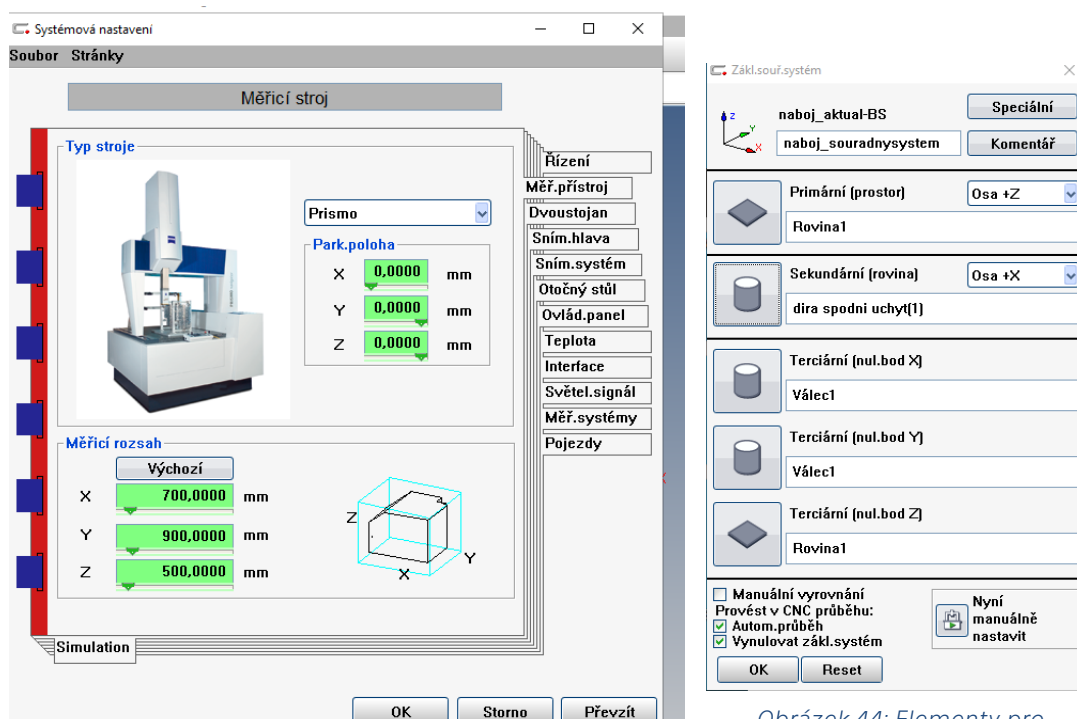 Systémová nastavení
Soubor Stránky
Měřicí stroj
Typ stroje
Prismo
Park.poloha
X 0,0000 mm
Y 0,0000 mm
Z 0,0000 mm
Měřicí rozsah
Výchozí
X 700,0000 mm
Y 900,0000 mm
Z 500,0000 mm
Z
Y
X
Řízení
Měř.přístroj
Dvoustojan
Sním.hlava
Sním.systém
Otočný stůl
Ovlád.panel
Teplota
Interface
Světel.signál
Měř.systémy
Pojezdy
Simulation
OK Storno Převzít
Zákl.souř.systém
z
Y
X
naboj_aktual-BS
Speciální
naboj_souradnysystem
Komentář
Primární (prostor) Osa +Z
Rovina1
Sekundární (rovina) Osa +X
dira spodni uchyt(1)
Terciární (nul.bod X)
Válec1
Terciární (nul.bod Y)
Válec1
Terciární (nul.bod Z)
Rovina1
Manuální vyrovnání
Provést v CNC průběhu:
Autom.průběh
Vynulovat zákl.systém
Nyní
manuálně
nastavit
OK Reset
Obrázek 44: Elementy pro